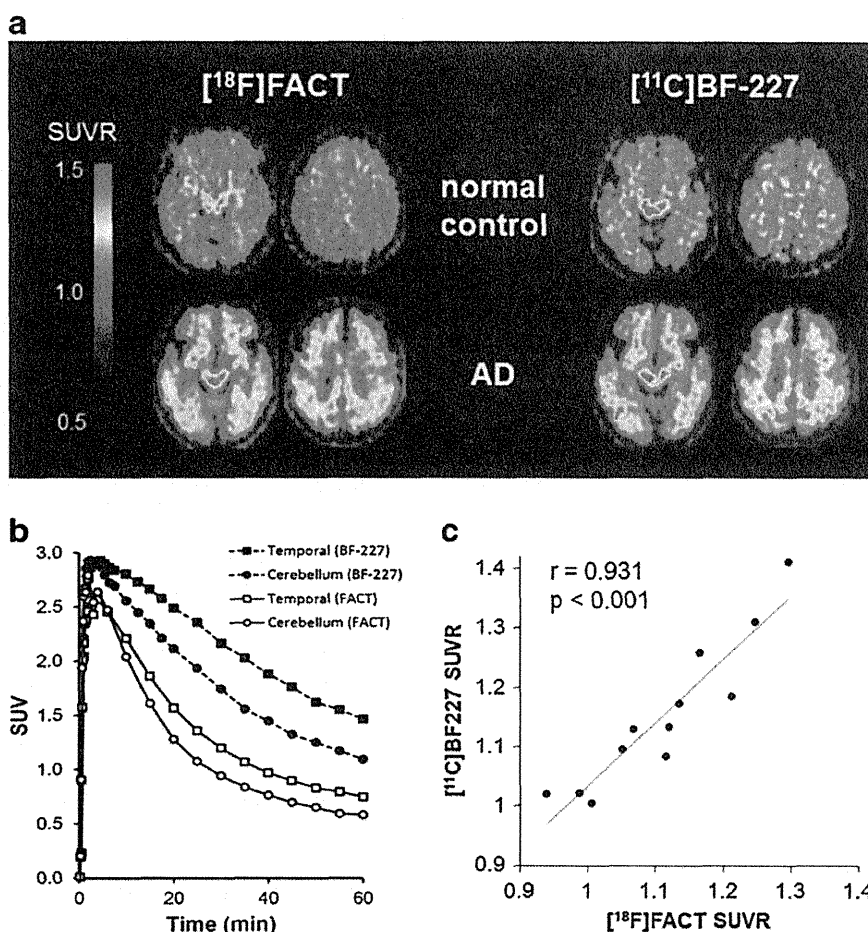 a
[18F]FACT
[11C]BF-227
SUVR
1.5
1.0
0.5
normal
control
AD
b
SUV
3.0
2.5
2.0
1.5
1.0
0.5
0.0
0
20
40
60
Time (min)
Temporal (BF-227)
Cerebellum (BF-227)
Temporal (FACT)
Cerebellum (FACT)
c
r = 0.931
p < 0.001
[11C]BF227 SUVR
1.4
1.3
1.2
1.1
1
0.9
0.9
1
1.1
1.2
1.3
1.4
[18F]FACT SUVR